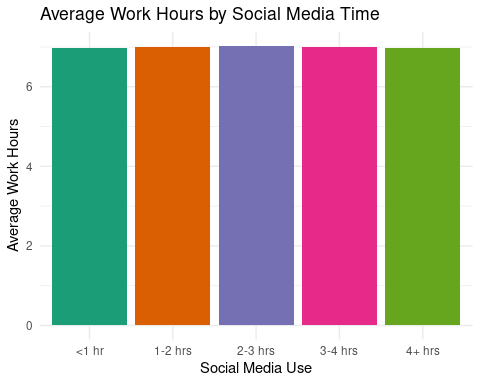 Average Work Hours by Social Media Time
Average Work Hours
6
4
2
0
<1 hr
1-2 hrs
2-3 hrs
3-4 hrs
4+ hrs
Social Media Use